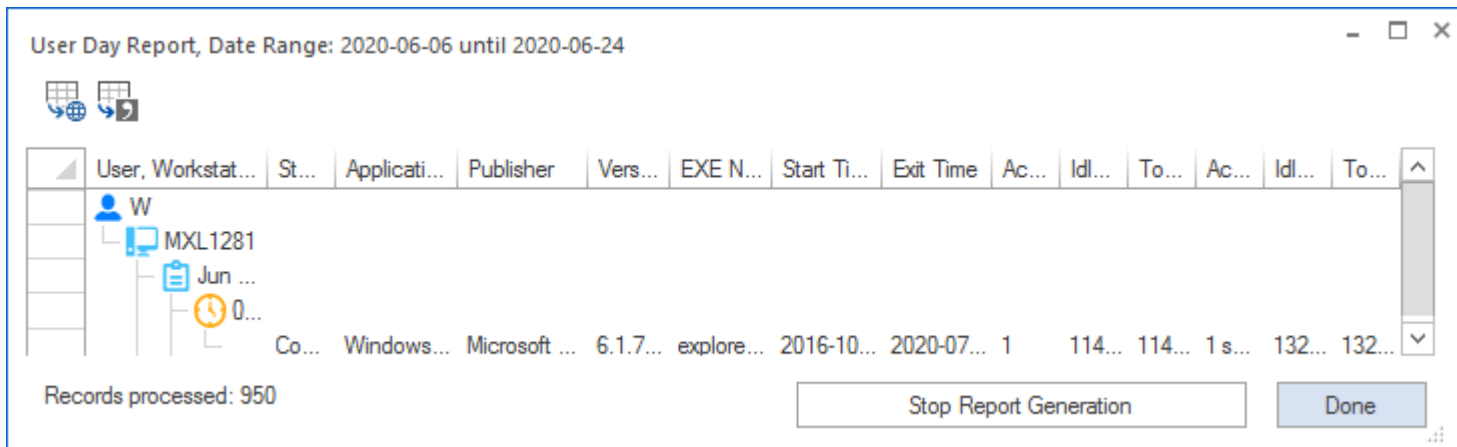 User Day Report, Date Range: 2020-06-06 until 2020-06-24
User, Workstat... St... Applicati... Publisher Vers... EXE N... Start Ti... Exit Time Ac... Idl... To... Ac... Idl... To...
W
MXL1281
Jun ...
0...
Co... Windows... Microsoft ... 6.1.7... explore... 2016-10... 2020-07... 1 114... 114... 1 s... 132... 132...
Records processed: 950 Stop Report Generation Done